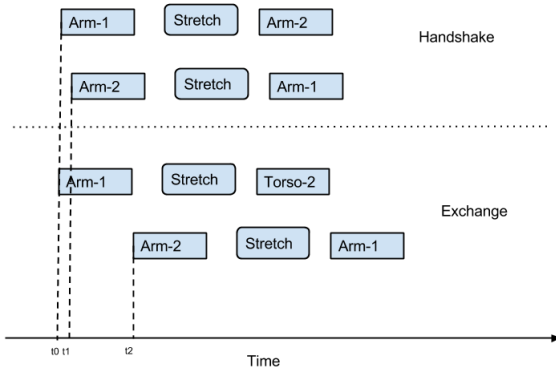 Arm-1 Stretch Arm-2
Handshake
Arm-2 Stretch Arm-1
Arm-1 Stretch Torso-2
Exchange
Arm-2 Stretch Arm-1
t0 t1 t2
Time